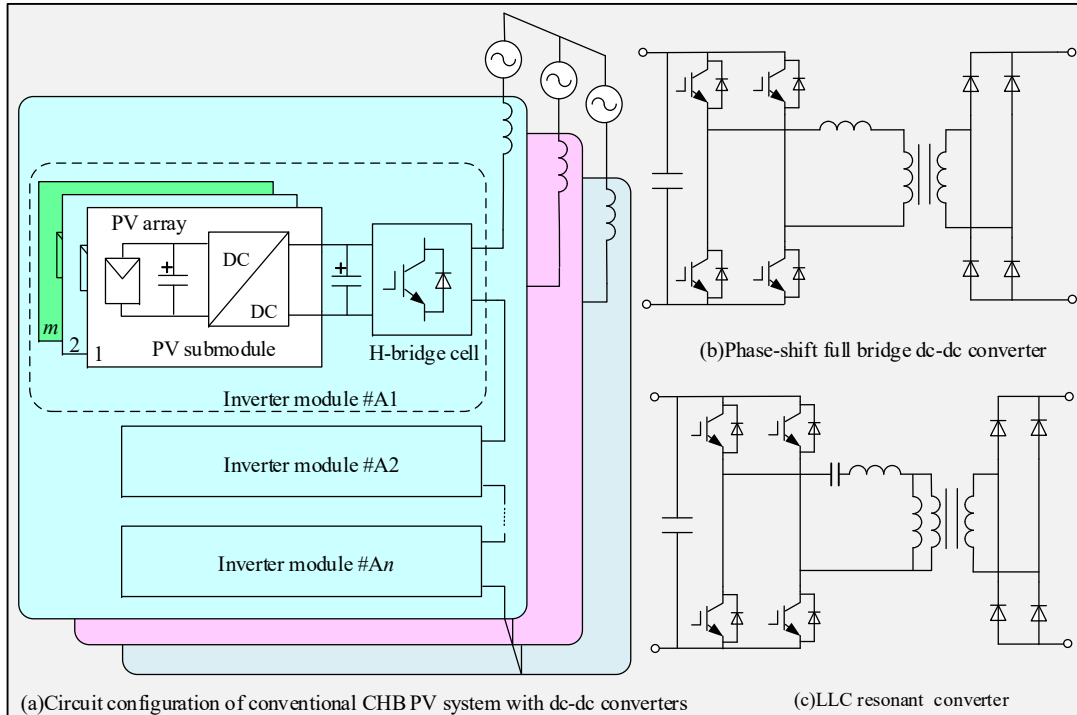 PV array
DC
DC
m
2
1
PV submodule
H-bridge cell
Inverter module #A1
Inverter module #A2
Inverter module #An
(a)Circuit configuration of conventional CHB PV system with dc-dc converters
(b)Phase-shift full bridge dc-dc converter
(c)LLC resonant converter